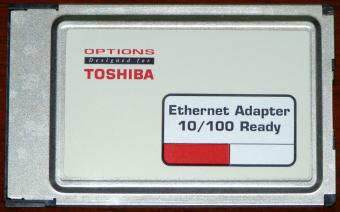 OPTIONS
Designed for
TOSHIBA
Ethernet Adapter
10/100 Ready